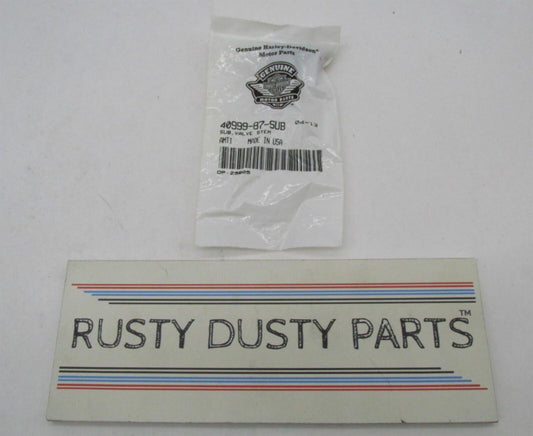 Genuine Harley-Davidson®
Motor Parts
GENUINE
MOTOR PARTS
40999-87-SUB 04-13
SUB,VALVE STEM
AMT1 MADE IN USA
RUSTY DUSTY PARTS™